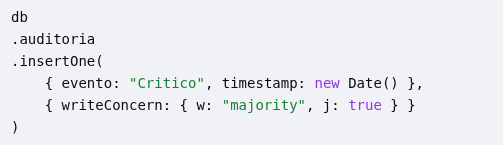 db
.auditoria
.insertOne(
    { evento: "Critico", timestamp: new Date() },
    { writeConcern: { w: "majority", j: true } }
)